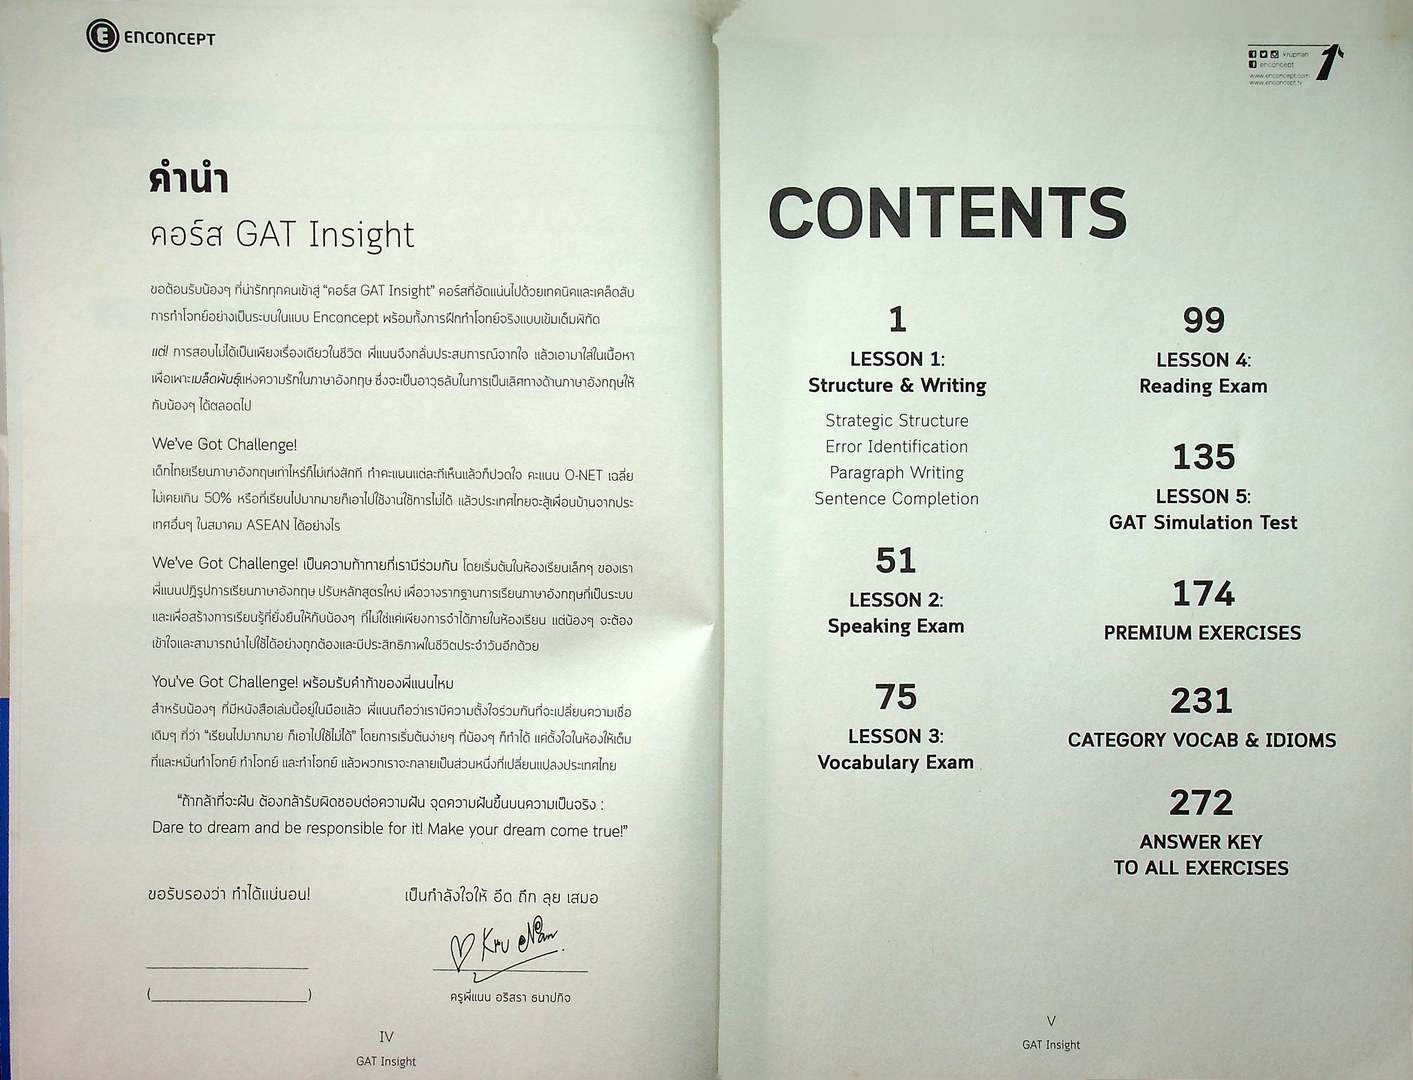 ENCONCEPT
คำนำ
คอร์ส GAT Insight
ขอต้อนรับน้องๆ ที่น่ารักทุกคนเข้าสู่ “คอร์ส GAT Insight” คอร์สที่อัดแน่นไปด้วยเทคนิคและเคล็ดลับ
การทำโจทย์อย่างเป็นระบบในแบบ Enconcept พร้อมทั้งการฝึกทำโจทย์จริงแบบเข้มเต็มพิกัด
แต่! การสอบไม่ได้เป็นเพียงเรื่องเดียวในชีวิต พี่แนนจึงกลั่นประสบการณ์จากใจ แล้วเอามาใส่ในเนื้อหา
เพื่อเพาะเมล็ดพันธุ์แห่งความรักในภาษาอังกฤษ ซึ่งจะเป็นอาวุธลับในการเป็นเลิศทางด้านภาษาอังกฤษให้
กับน้องๆ ได้ตลอดไป
We've Got Challenge!
เด็กไทยเรียนภาษาอังกฤษเท่าไหร่ก็ไม่เก่งสักที ทำคะแนนแต่ละทีเห็นแล้วก็ปวดใจ คะแนน O-NET เฉลี่ย
ไม่เคยเกิน 50% หรือที่เรียนไปมากมายก็เอาไปใช้งานใช้การไม่ได้ แล้วประเทศไทยจะสู้เพื่อนบ้านจากประ
เทศอื่นๆ ในสมาคม ASEAN ได้อย่างไร
We've Got Challenge! เป็นความท้าทายที่เรามีร่วมกัน โดยเริ่มต้นในห้องเรียนเล็กๆ ของเรา
พี่แนนปฏิรูปการเรียนภาษาอังกฤษ ปรับหลักสูตรใหม่ เพื่อวางรากฐานการเรียนภาษาอังกฤษที่เป็นระบบ
และเพื่อสร้างการเรียนรู้ที่ยั่งยืนให้กับน้องๆ ที่ไม่ใช่แค่เพียงการจำได้ภายในห้องเรียน แต่น้องๆ จะต้อง
เข้าใจและสามารถนำไปใช้ได้อย่างถูกต้องและมีประสิทธิภาพในชีวิตประจำวันอีกด้วย
You've Got Challenge! พร้อมรับคำท้าของพี่แนนไหม
สำหรับน้องๆ ที่มีหนังสือเล่มนี้อยู่ในมือแล้ว พี่แนนถือว่าเรามีความตั้งใจร่วมกันที่จะเปลี่ยนความเชื่อ
เดิมๆ ที่ว่า “เรียนไปมากมาย ก็เอาไปใช้ไม่ได้” โดยการเริ่มต้นง่ายๆ ที่น้องๆ ก็ทำได้ แค่ตั้งใจในห้องให้เต็ม
ที่และหมั่นทำโจทย์ ทำโจทย์ และทำโจทย์ แล้วพวกเราจะกลายเป็นส่วนหนึ่งที่เปลี่ยนแปลงประเทศไทย
“ถ้ากล้าที่จะฝัน ต้องกล้ารับผิดชอบต่อความฝัน จุดความฝันขึ้นบนความเป็นจริง :
Dare to dream and be responsible for it! Make your dream come true!”
ขอรับรองว่า ทำได้แน่นอน!
เป็นกำลังใจให้ อึด ถึก ลุย เสมอ
Kru Nan
(____________________)
ครูพี่แนน อริสรา ธนาปกิจ
IV
GAT Insight
krupnan
enconcept
www.enconcept.com
www.enconcept.tv
1
CONTENTS
1
LESSON 1:
Structure & Writing
Strategic Structure
Error Identification
Paragraph Writing
Sentence Completion
51
LESSON 2:
Speaking Exam
75
LESSON 3:
Vocabulary Exam
99
LESSON 4:
Reading Exam
135
LESSON 5:
GAT Simulation Test
174
PREMIUM EXERCISES
231
CATEGORY VOCAB & IDIOMS
272
ANSWER KEY
TO ALL EXERCISES
V
GAT Insight